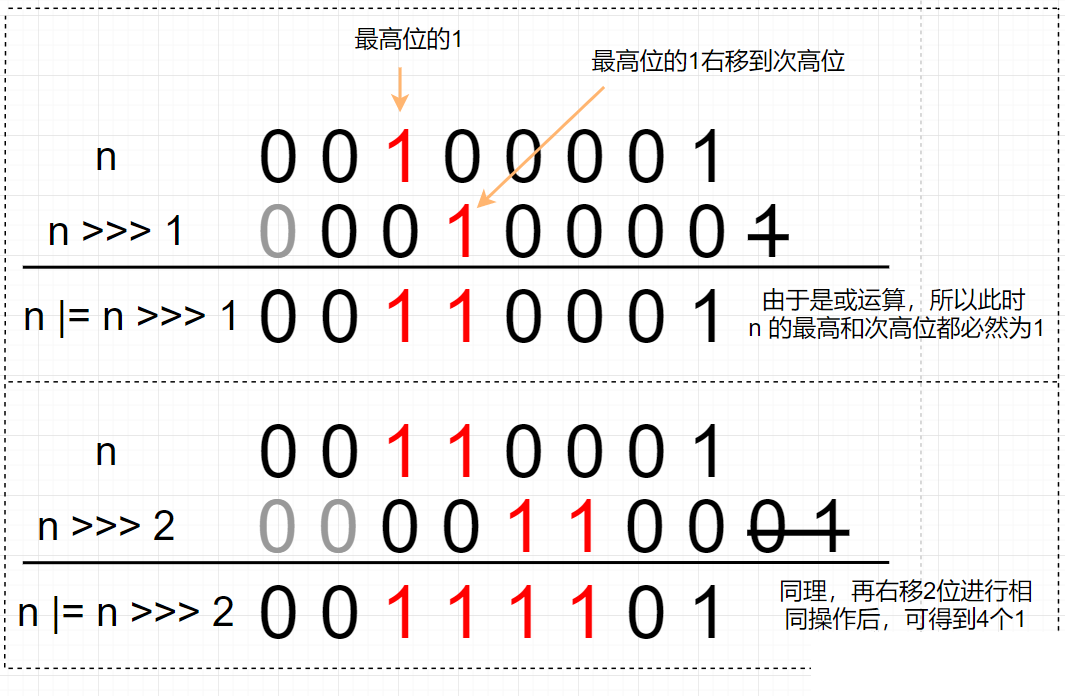 最高位的1
最高位的1右移到次高位
n 0 0 1 0 0 0 0 1
n >>> 1 0 0 0 1 0 0 0 0 1
n |= n >>> 1 0 0 1 1 0 0 0 1
由于是或运算，所以此时
n 的最高和次高位都必然为1
n 0 0 1 1 0 0 0 1
n >>> 2 0 0 0 0 1 1 0 0 0 1
n |= n >>> 2 0 0 1 1 1 1 0 1
同理，再右移2位进行相
同操作后，可得到4个1